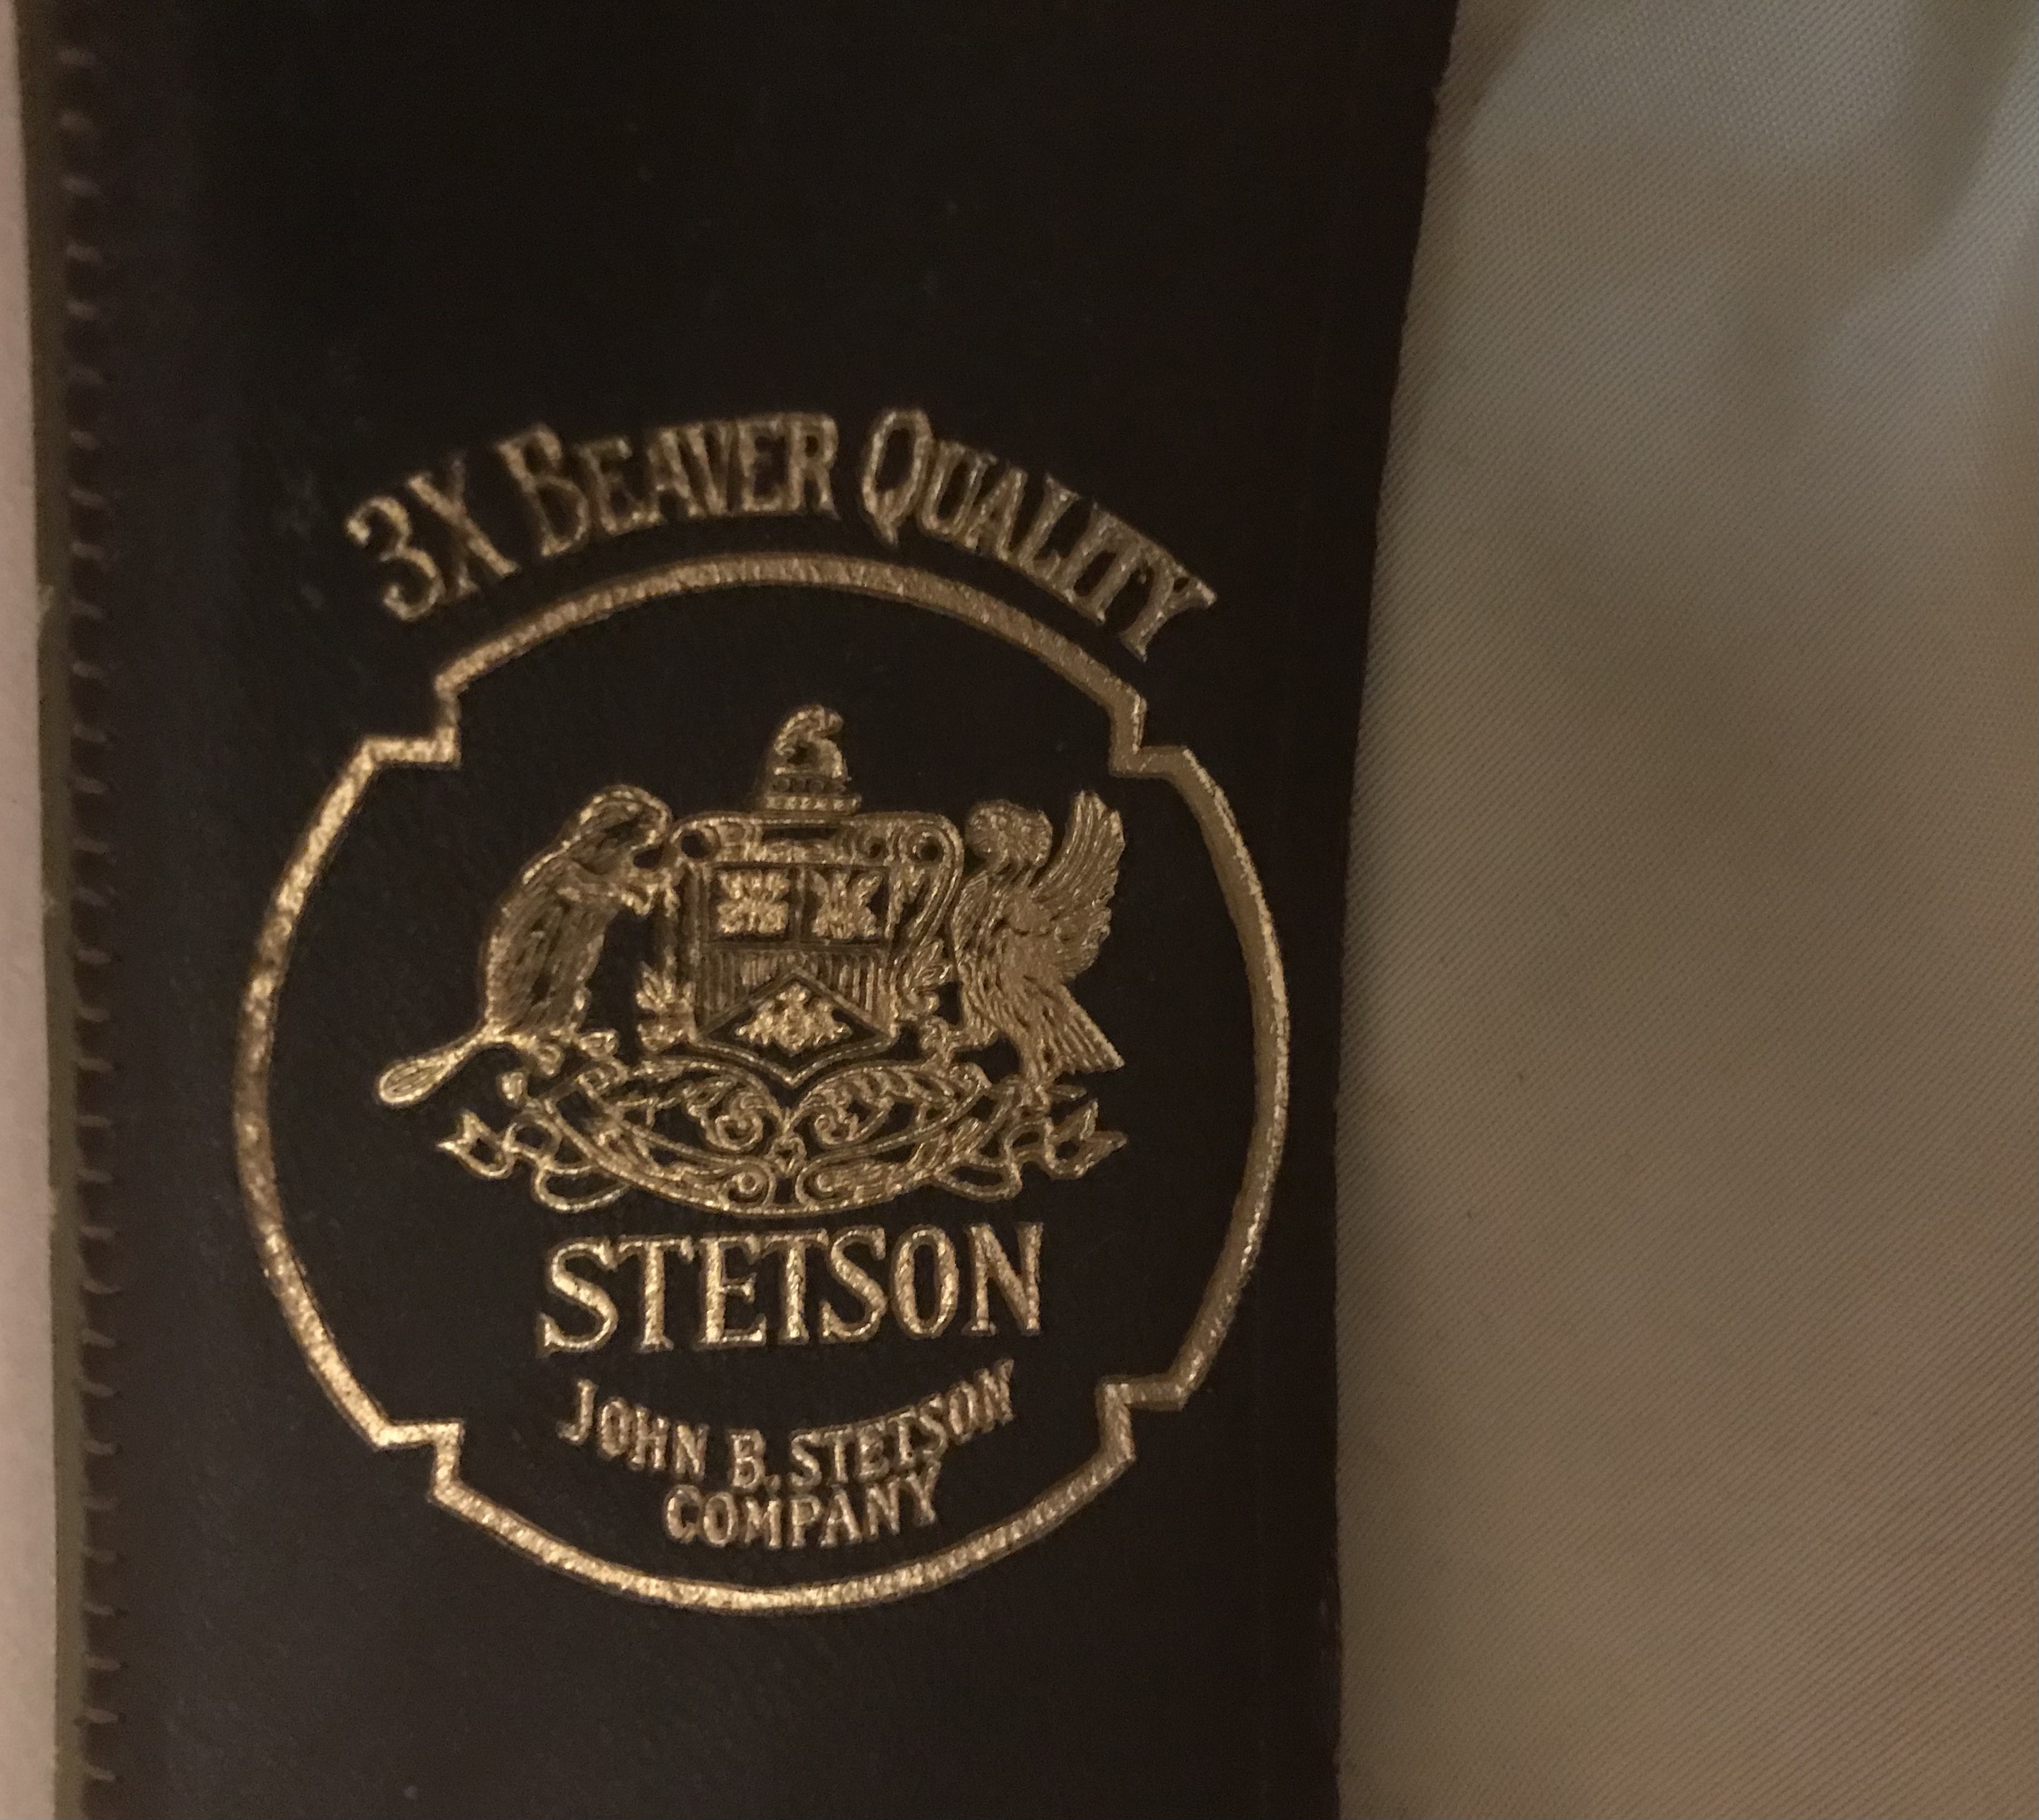 3X BEAVER QUALITY
STETSON
JOHN B. STETSON
COMPANY